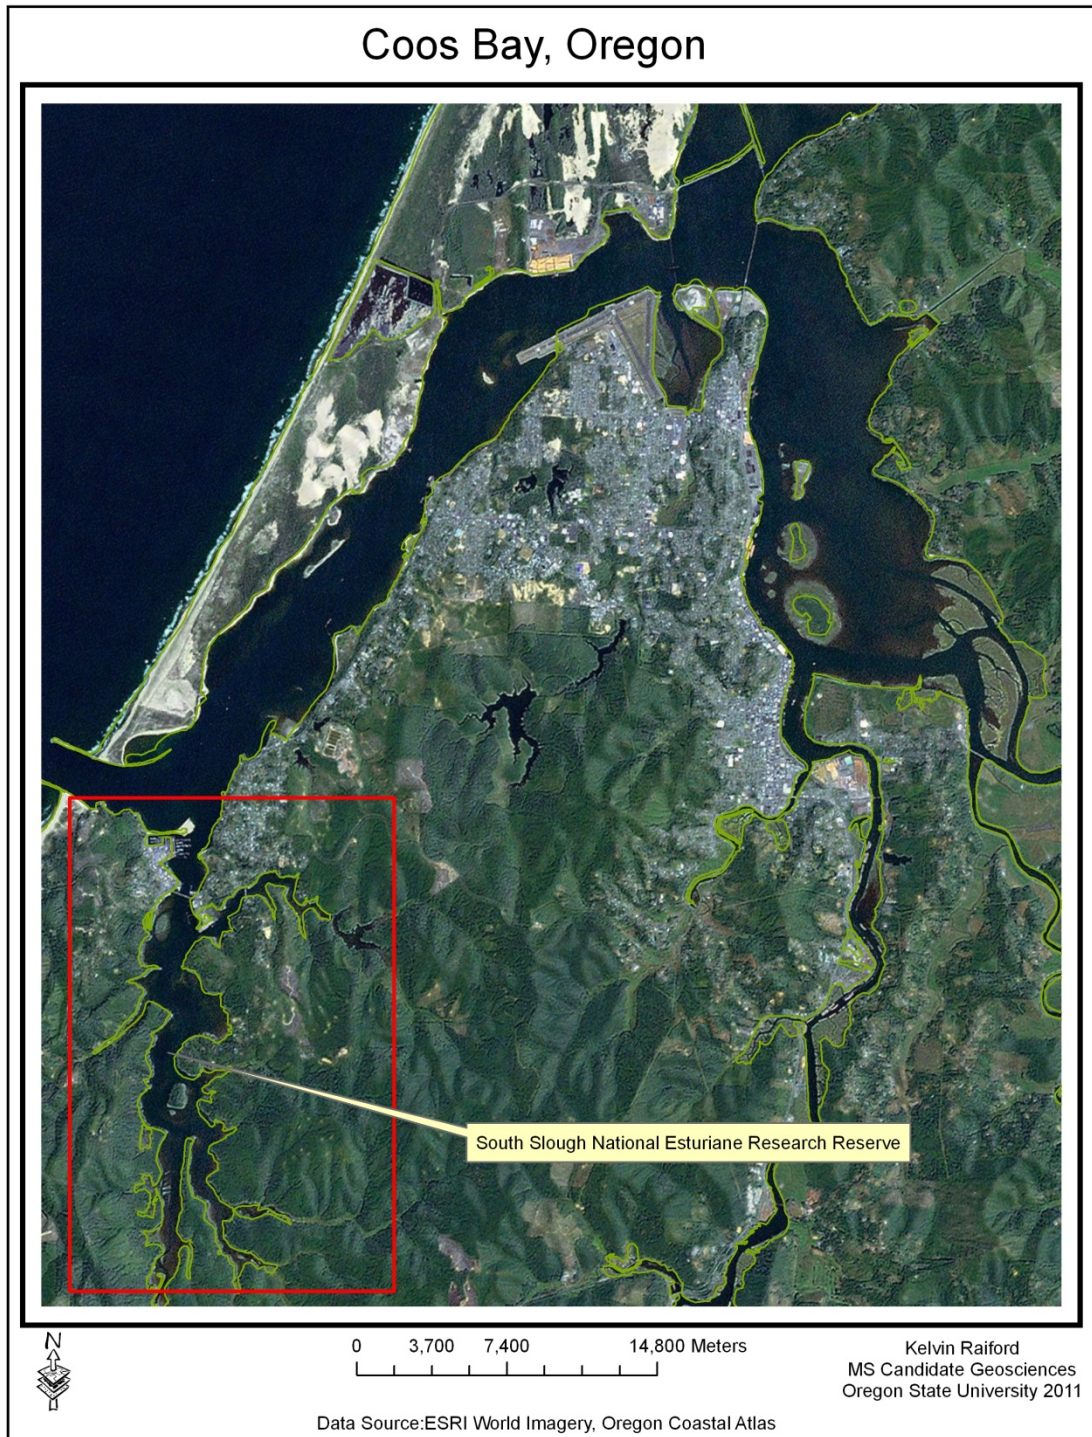 Coos Bay, Oregon
South Slough National Esturiane Research Reserve
N
0 3,700 7,400 14,800 Meters
Kelvin Raiford
MS Candidate Geosciences
Oregon State University 2011
Data Source:ESRI World Imagery, Oregon Coastal Atlas